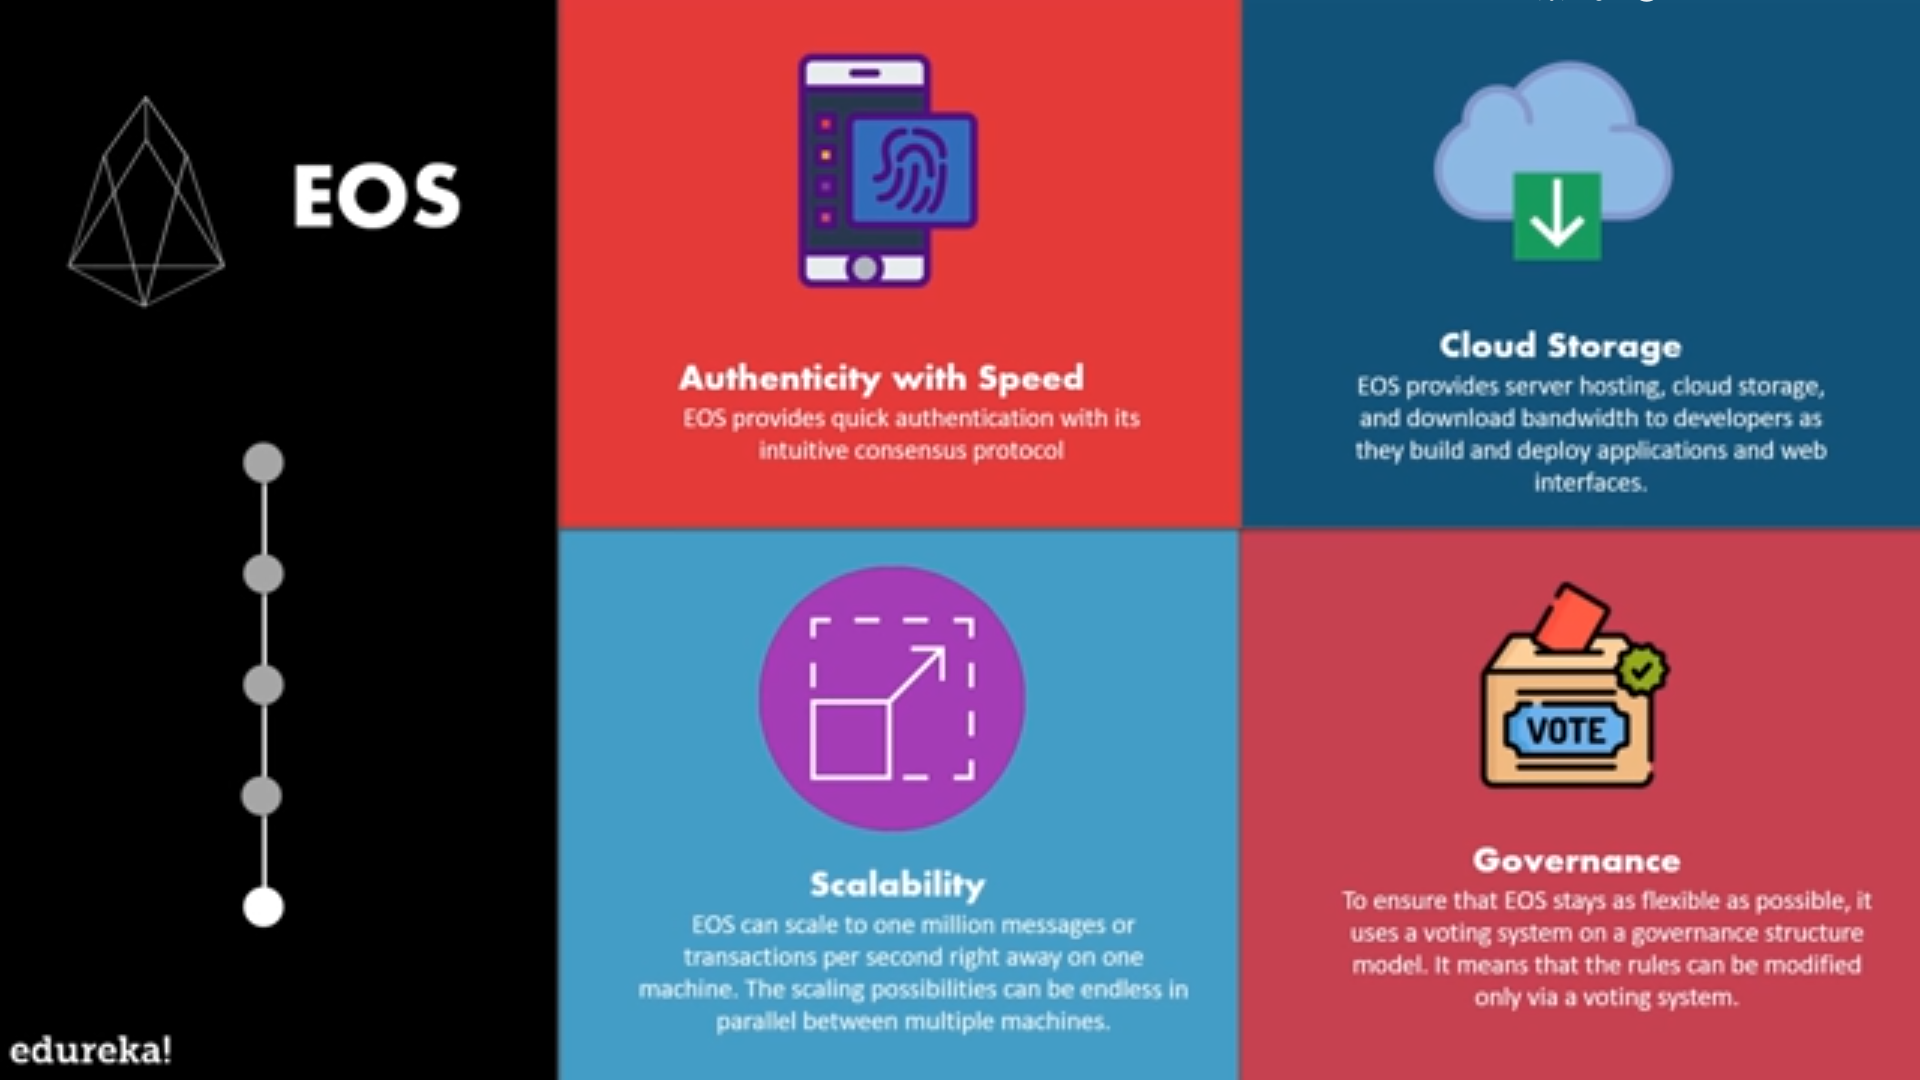 EOS
Authenticity with Speed
EOS provides quick authentication with its
intuitive consensus protocol
Cloud Storage
EOS provides server hosting, cloud storage,
and download bandwidth to developers as
they build and deploy applications and web
interfaces.
Scalability
EOS can scale to one million messages or
transactions per second right away on one
machine. The scaling possibilities can be endless in
parallel between multiple machines.
VOTE
Governance
To ensure that EOS stays as flexible as possible, it
uses a voting system on a governance structure
model. It means that the rules can be modified
only via a voting system.
edureka!